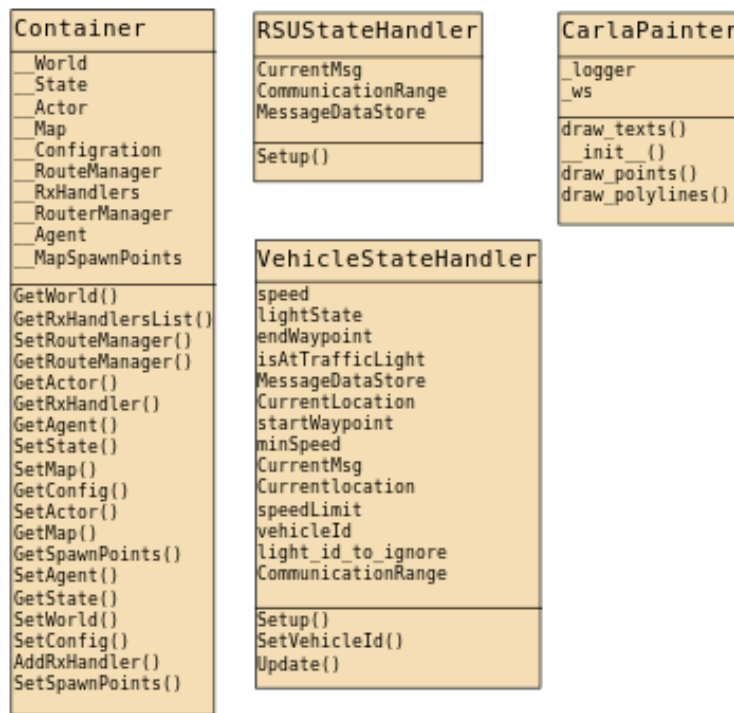 Container
__World
__State
__Actor
__Map
__Configration
__RouteManager
__RxHandlers
__RouterManager
__Agent
__MapSpawnPoints
GetWorld()
GetRxHandlersList()
SetRouteManager()
GetRouteManager()
GetActor()
GetRxHandler()
GetAgent()
SetState()
SetMap()
GetConfig()
SetActor()
GetMap()
GetSpawnPoints()
SetAgent()
GetState()
SetWorld()
SetConfig()
AddRxHandler()
SetSpawnPoints()
RSUStateHandler
CurrentMsg
CommunicationRange
MessageDataStore
Setup()
VehicleStateHandler
speed
lightState
endWaypoint
isAtTrafficLight
MessageDataStore
CurrentLocation
startWaypoint
minSpeed
CurrentMsg
Currentlocation
speedLimit
vehicleId
light_id_to_ignore
CommunicationRange
Setup()
SetVehicleId()
Update()
CarlaPainter
_logger
_ws
draw_texts()
__init__()
draw_points()
draw_polylines()